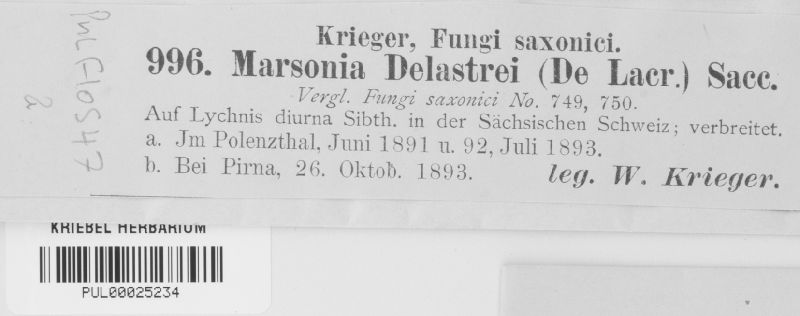 Krieger, Fungi saxonici.
996. Marsonia Delastrei (De Lacr.) Sacc.
Vergl. Fungi saxonici No. 749, 750.
Auf Lychnis diurna Sibth. in der Sächsischen Schweiz; verbreitet.
a. Jm Polenzthal, Juni 1891 u. 92, Juli 1893.
b. Bei Pirna, 26. Oktob. 1893.
leg. W. Krieger.
PUL F10547
a
KRIEBEL HERBARIUM
PUL00025234